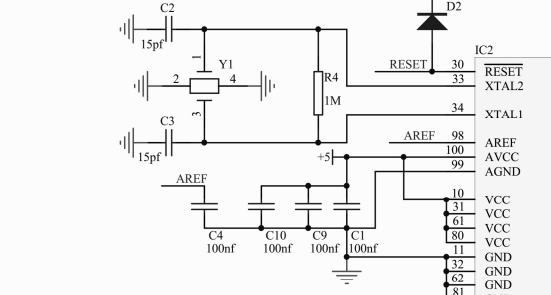 D2
C2
15pf
IC2
Y1
1
2
4
3
R4
1M
RESET
30
RESET
33
XTAL2
34
XTAL1
C3
15pf
AREF
98
AREF
+5
100
AVCC
99
AGND
AREF
10
VCC
31
VCC
61
VCC
80
VCC
C4
C10
C9
C1
100nf
100nf
100nf
100nf
11
GND
32
GND
62
GND
81